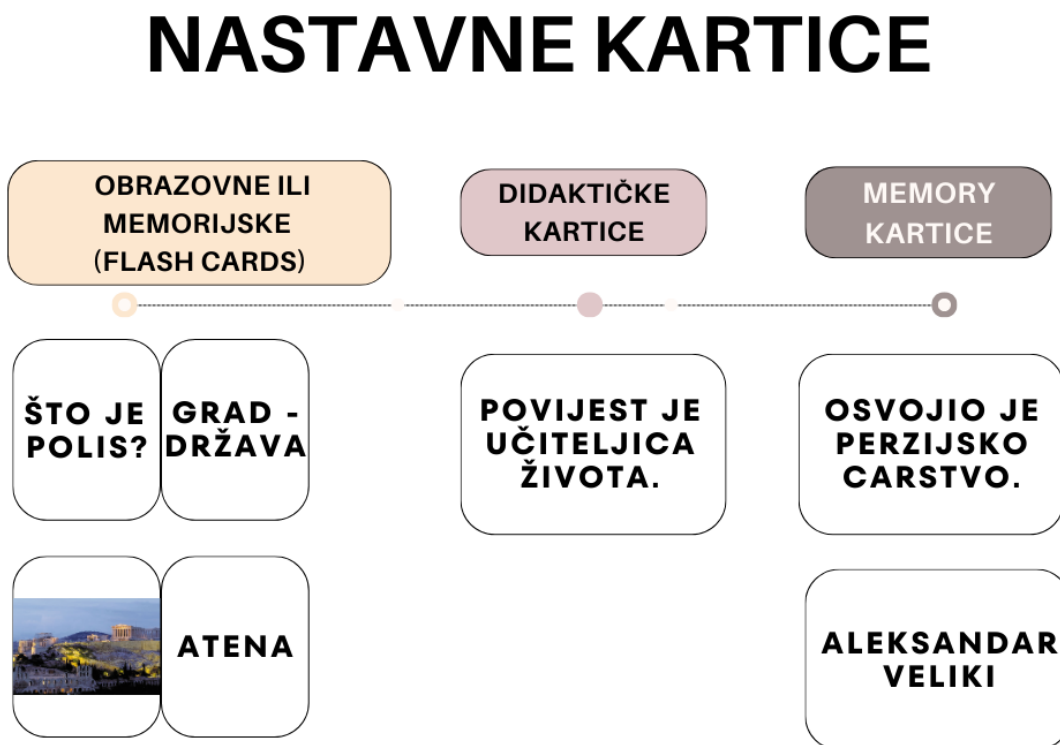 NASTAVNE KARTICE
OBRAZOVNE ILI
MEMORIJSKE
(FLASH CARDS)
DIDAKTIČKE
KARTICE
MEMORY
KARTICE
ŠTO JE
POLIS?
GRAD -
DRŽAVA
POVIJEST JE
UČITELJICA
ŽIVOTA.
OSVOJIO JE
PERZIJSKO
CARSTVO.
ATENA
ALEKSANDAR
VELIKI